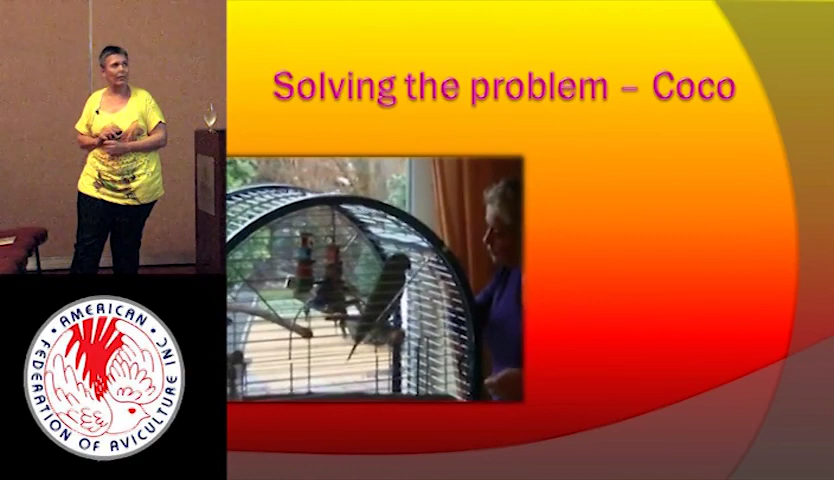 Solving the problem – Coco
AMERICAN
FEDERATION OF AVICULTURE INC